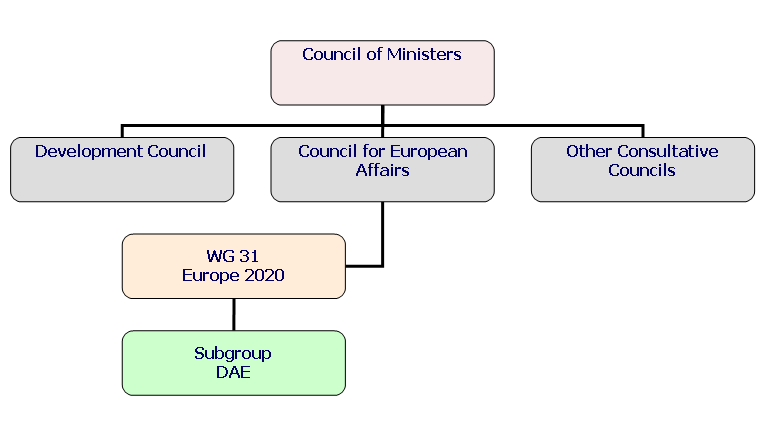 Council of Ministers
Development Council
Council for European
Affairs
Other Consultative
Councils
WG 31
Europe 2020
Subgroup
DAE